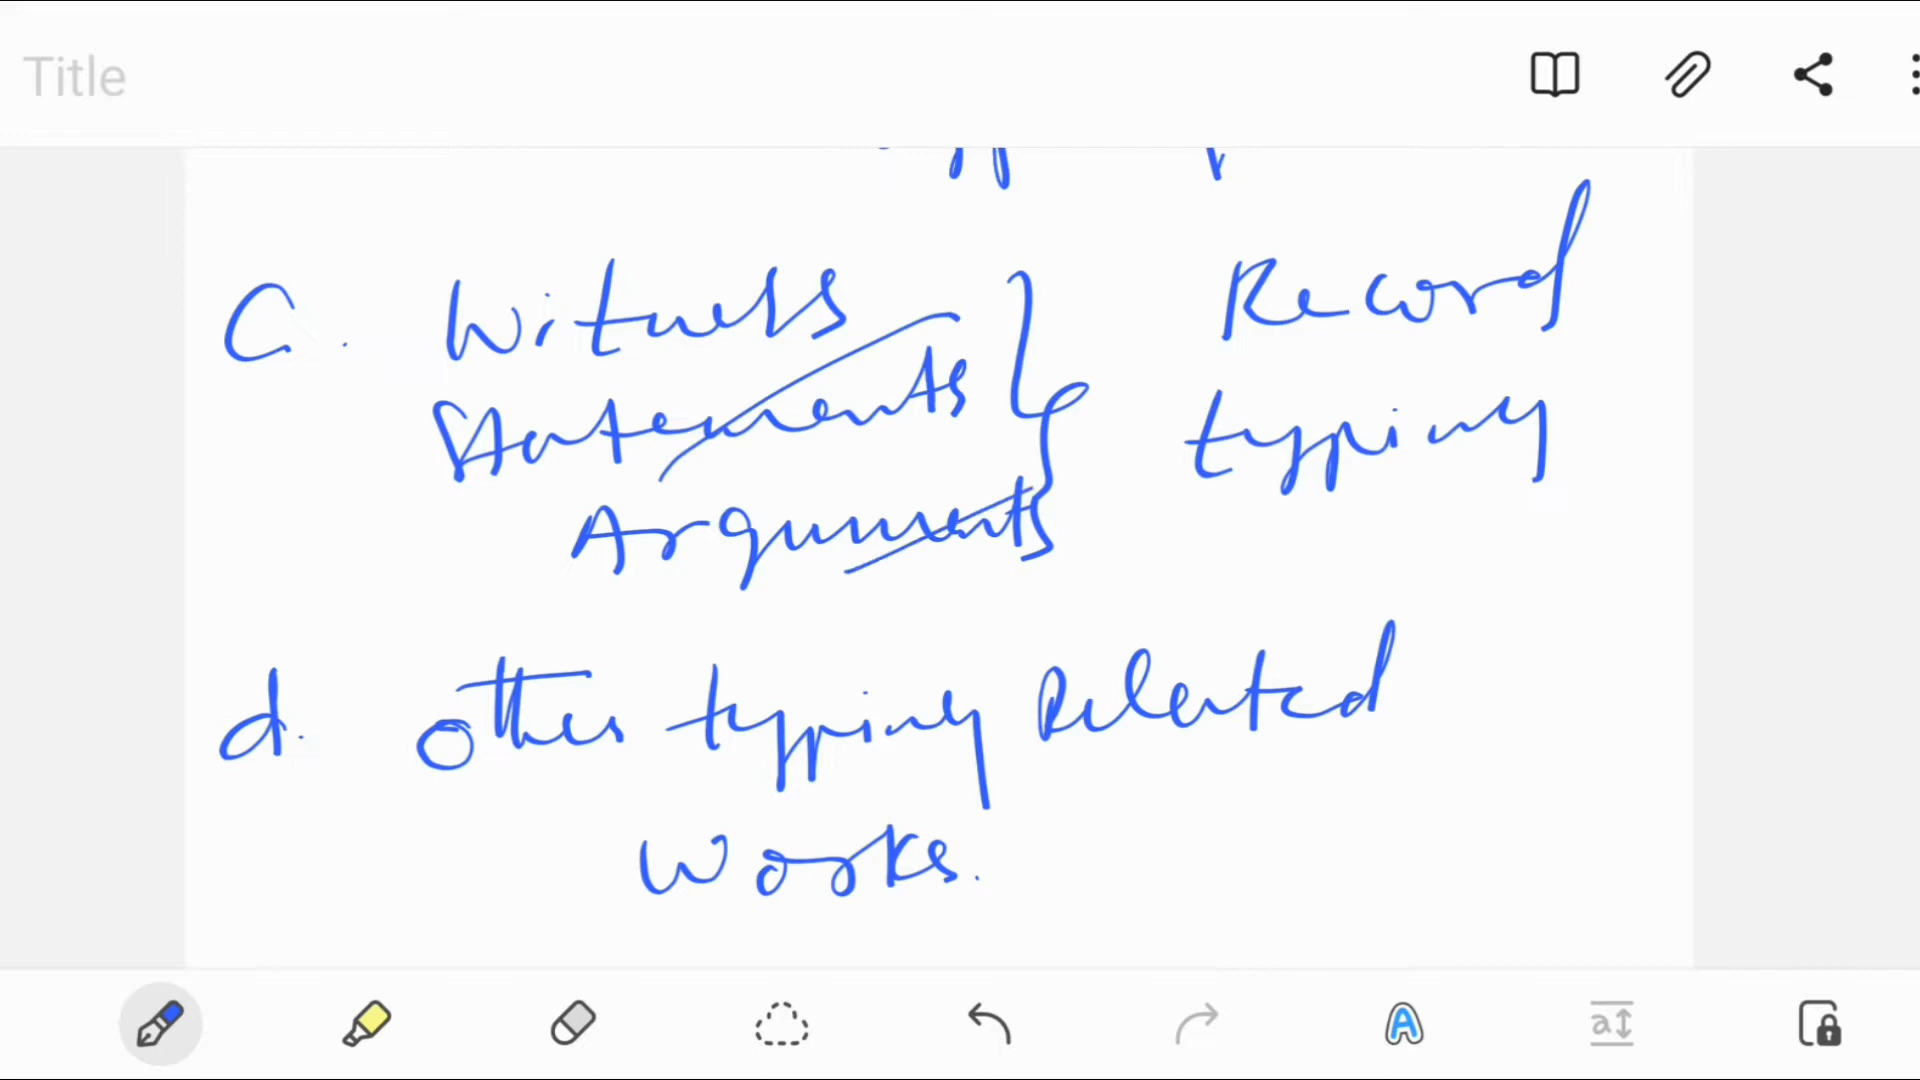 Title
C. Witness
Statements
Arguments
Record
typing
d. Other typing Related
Works.